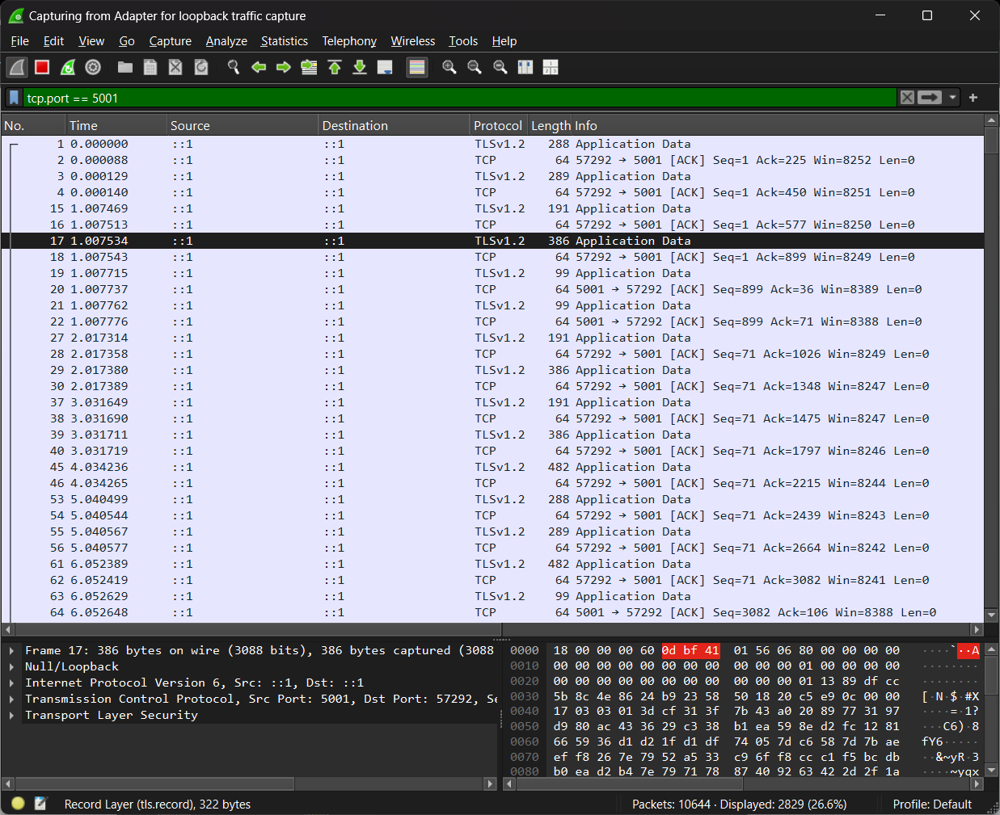 Capturing from Adapter for loopback traffic capture
File Edit View Go Capture Analyze Statistics Telephony Wireless Tools Help
tcp.port == 5001
No. Time Source Destination Protocol Length Info
1 0.000000 ::1 ::1 TLSv1.2 288 Application Data
2 0.000088 ::1 ::1 TCP 64 57292 → 5001 [ACK] Seq=1 Ack=225 Win=8252 Len=0
3 0.000129 ::1 ::1 TLSv1.2 289 Application Data
4 0.000140 ::1 ::1 TCP 64 57292 → 5001 [ACK] Seq=1 Ack=450 Win=8251 Len=0
15 1.007469 ::1 ::1 TLSv1.2 191 Application Data
16 1.007513 ::1 ::1 TCP 64 57292 → 5001 [ACK] Seq=1 Ack=577 Win=8250 Len=0
17 1.007534 ::1 ::1 TLSv1.2 386 Application Data
18 1.007543 ::1 ::1 TCP 64 57292 → 5001 [ACK] Seq=1 Ack=899 Win=8249 Len=0
19 1.007715 ::1 ::1 TLSv1.2 99 Application Data
20 1.007737 ::1 ::1 TCP 64 5001 → 57292 [ACK] Seq=899 Ack=36 Win=8389 Len=0
21 1.007762 ::1 ::1 TLSv1.2 99 Application Data
22 1.007776 ::1 ::1 TCP 64 5001 → 57292 [ACK] Seq=899 Ack=71 Win=8388 Len=0
27 2.017314 ::1 ::1 TLSv1.2 191 Application Data
28 2.017358 ::1 ::1 TCP 64 57292 → 5001 [ACK] Seq=71 Ack=1026 Win=8249 Len=0
29 2.017380 ::1 ::1 TLSv1.2 386 Application Data
30 2.017389 ::1 ::1 TCP 64 57292 → 5001 [ACK] Seq=71 Ack=1348 Win=8247 Len=0
37 3.031649 ::1 ::1 TLSv1.2 191 Application Data
38 3.031690 ::1 ::1 TCP 64 57292 → 5001 [ACK] Seq=71 Ack=1475 Win=8247 Len=0
39 3.031711 ::1 ::1 TLSv1.2 386 Application Data
40 3.031719 ::1 ::1 TCP 64 57292 → 5001 [ACK] Seq=71 Ack=1797 Win=8246 Len=0
45 4.034236 ::1 ::1 TLSv1.2 482 Application Data
46 4.034265 ::1 ::1 TCP 64 57292 → 5001 [ACK] Seq=71 Ack=2215 Win=8244 Len=0
53 5.040499 ::1 ::1 TLSv1.2 288 Application Data
54 5.040544 ::1 ::1 TCP 64 57292 → 5001 [ACK] Seq=71 Ack=2439 Win=8243 Len=0
55 5.040567 ::1 ::1 TLSv1.2 289 Application Data
56 5.040577 ::1 ::1 TCP 64 57292 → 5001 [ACK] Seq=71 Ack=2664 Win=8242 Len=0
61 6.052389 ::1 ::1 TLSv1.2 482 Application Data
62 6.052419 ::1 ::1 TCP 64 57292 → 5001 [ACK] Seq=71 Ack=3082 Win=8241 Len=0
63 6.052629 ::1 ::1 TLSv1.2 99 Application Data
64 6.052648 ::1 ::1 TCP 64 5001 → 57292 [ACK] Seq=3082 Ack=106 Win=8388 Len=0
Frame 17: 386 bytes on wire (3088 bits), 386 bytes captured (3088
Null/Loopback
Internet Protocol Version 6, Src: ::1, Dst: ::1
Transmission Control Protocol, Src Port: 5001, Dst Port: 57292, Se
Transport Layer Security
0000 18 00 00 00 60 0d bf 41 01 56 06 80 00 00 00 00 ····`··A
0010 00 00 00 00 00 00 00 00 00 00 00 01 00 00 00 00 ········
0020 00 00 00 00 00 00 00 00 00 00 00 01 13 89 df cc ········
0030 5b 8c 4e 86 24 b9 23 58 50 18 20 c5 e9 0c 00 00 [·N·$·#X
0040 17 03 03 01 3d cf 31 3f 7b 43 a0 20 89 77 31 97 ····=·1?
0050 d9 80 ac 43 36 29 c3 38 b1 ea 59 8e d2 fc 12 81 ···C6)·8
0060 66 59 36 d1 d2 1f d1 df 74 05 7d c6 58 7d 7b ae fY6·····
0070 ef f8 26 7e 79 52 a5 33 c9 6f f8 cc c1 f5 bc db ··&~yR·3
0080 b0 ea d2 b4 7e 79 71 78 87 40 92 63 42 2d 2f 1a ····~yqx
Record Layer (tls.record), 322 bytes
Packets: 10644 · Displayed: 2829 (26.6%)
Profile: Default